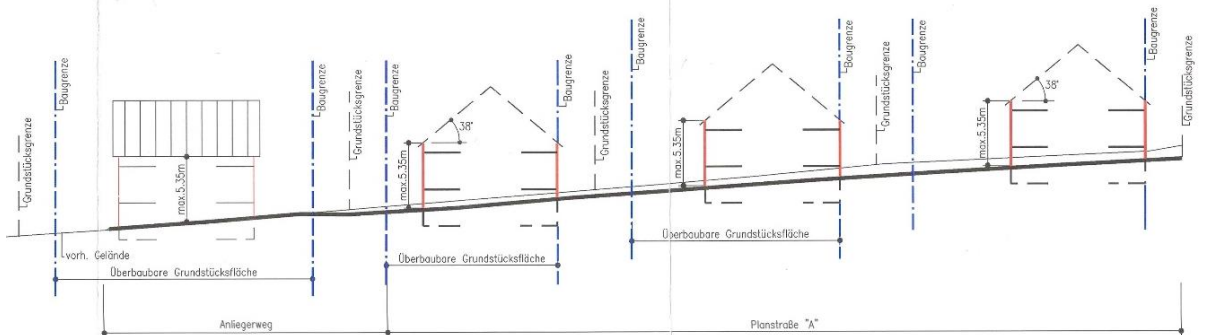 Grundstücksgrenze
Baugrenze
max.5.35m
vorh. Gelände
Überbaubare Grundstücksfläche
Baugrenze
Grundstücksgrenze
Baugrenze
max.5.35m
38°
Überbaubare Grundstücksfläche
Baugrenze
Grundstücksgrenze
Baugrenze
max.5.35m
38°
Überbaubare Grundstücksfläche
Baugrenze
Grundstücksgrenze
Baugrenze
max.5.35m
38°
Baugrenze
Grundstücksgrenze
Anliegerweg
Planstraße "A"